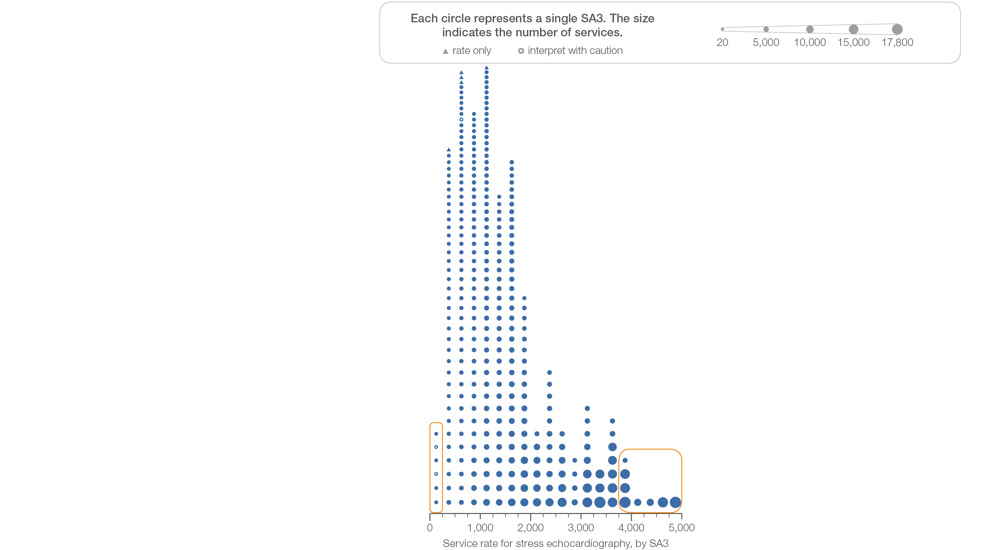 Each circle represents a single SA3. The size
indicates the number of services.
rate only interpret with caution
20 5,000 10,000 15,000 17,800
0 1,000 2,000 3,000 4,000 5,000
Service rate for stress echocardiography, by SA3